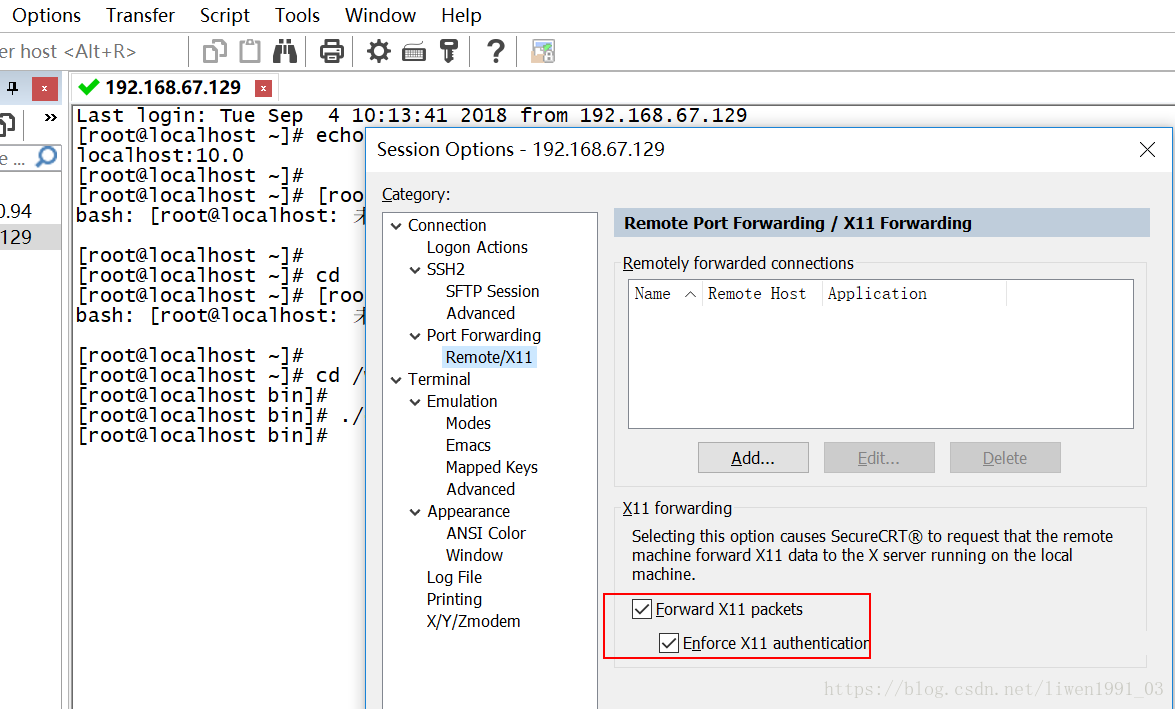 Options Transfer Script Tools Window Help
er host <Alt+R>
192.168.67.129
e ...
0.94
129
Last login: Tue Sep  4 10:13:41 2018 from 192.168.67.129
[root@localhost ~]# echo
localhost:10.0
[root@localhost ~]#
[root@localhost ~]# [roo
bash: [root@localhost:
[root@localhost ~]#
[root@localhost ~]# cd
[root@localhost ~]# [roo
bash: [root@localhost:
[root@localhost ~]#
[root@localhost ~]# cd /
[root@localhost bin]#
[root@localhost bin]# ./
[root@localhost bin]#
Session Options - 192.168.67.129
Category:
Connection
Logon Actions
SSH2
SFTP Session
Advanced
Port Forwarding
Remote/X11
Terminal
Emulation
Modes
Emacs
Mapped Keys
Advanced
Appearance
ANSI Color
Window
Log File
Printing
X/Y/Zmodem
Remote Port Forwarding / X11 Forwarding
Remotely forwarded connections
Name Remote Host Application
Add... Edit... Delete
X11 forwarding
Selecting this option causes SecureCRT® to request that the remote
machine forward X11 data to the X server running on the local
machine.
Forward X11 packets
Enforce X11 authentication
https://blog.csdn.net/liwen1991_03